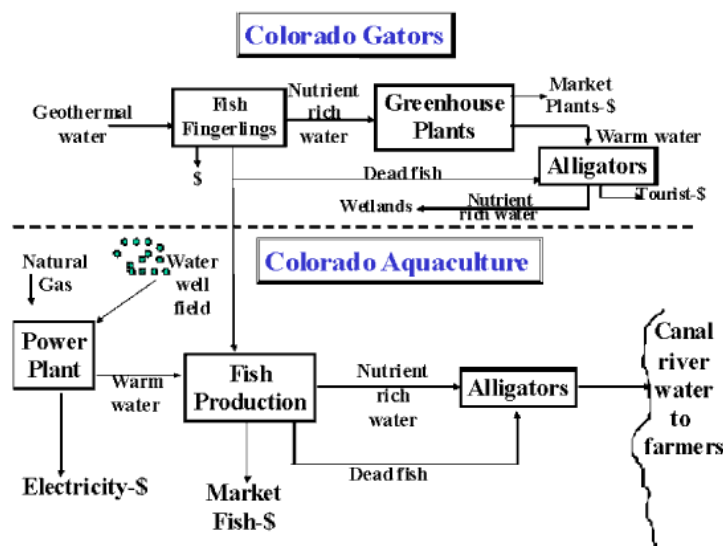 Colorado Gators
Geothermal
water
Fish
Fingerlings
$
Nutrient
rich
water
Greenhouse
Plants
Market
Plants-$
Warm water
Alligators
Dead fish
Tourist-$
Wetlands
Nutrient
rich water
Colorado Aquaculture
Natural
Gas
Water
well
field
Power
Plant
Warm
water
Electricity-$
Fish
Production
Market
Fish-$
Nutrient
rich
water
Dead fish
Alligators
Canal
river
water
to
farmers